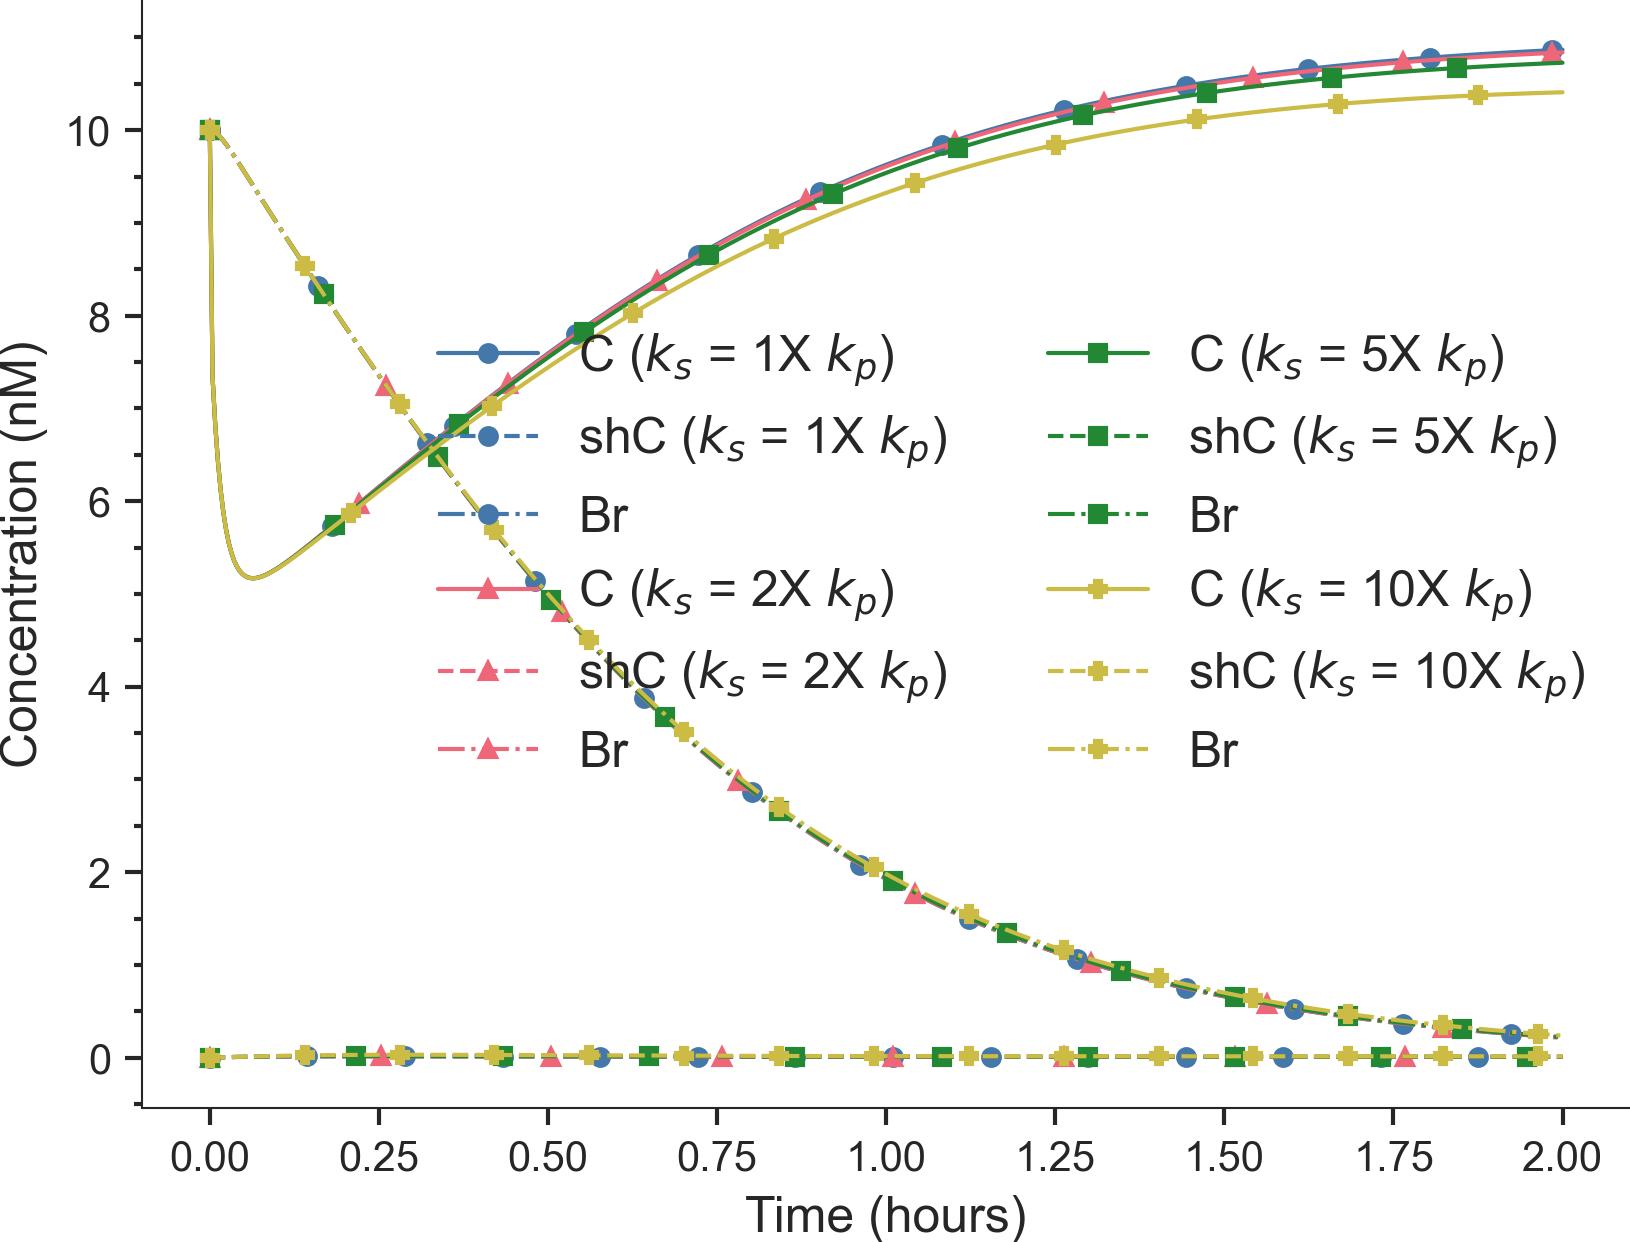 Concentration (nM)
10
8
6
4
2
0
C (kₛ = 1X kₚ)
shC (kₛ = 1X kₚ)
Br
C (kₛ = 2X kₚ)
shC (kₛ = 2X kₚ)
Br
C (kₛ = 5X kₚ)
shC (kₛ = 5X kₚ)
Br
C (kₛ = 10X kₚ)
shC (kₛ = 10X kₚ)
Br
0.00 0.25 0.50 0.75 1.00 1.25 1.50 1.75 2.00
Time (hours)